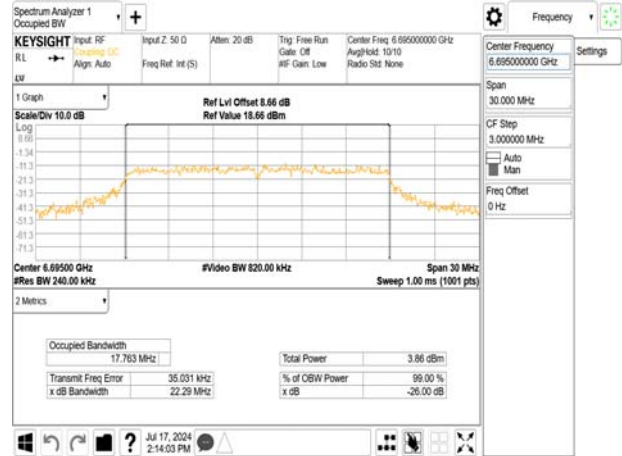 Spectrum Analyzer 1
Occupied BW
+
Frequency
KEYSIGHT
RL
Input: RF
Coupling: DC
Align: Auto
Input Z: 50 Ω
Freq Ref: Int (S)
Atten: 20 dB
Trig: Free Run
Gate: Off
#IF Gain: Low
Center Freq: 6.695000000 GHz
Avg|Hold: 10/10
Radio Std: None
Center Frequency
6.695000000 GHz
Settings
Span
30.000 MHz
CF Step
3.000000 MHz
Auto
Man
Freq Offset
0 Hz
1 Graph
Scale/Div 10.0 dB
Ref Lvl Offset 8.66 dB
Ref Value 18.66 dBm
Log
8.66
-1.34
-11.3
-21.3
-31.3
-41.3
-51.3
-61.3
-71.3
Center 6.69500 GHz
#Video BW 820.00 kHz
Span 30 MHz
#Res BW 240.00 kHz
Sweep 1.00 ms (1001 pts)
2 Metrics
Occupied Bandwidth
17.763 MHz
Total Power 3.86 dBm
Transmit Freq Error 35.031 kHz
% of OBW Power 99.00 %
x dB Bandwidth 22.29 MHz
x dB -26.00 dB
?
Jul 17, 2024
2:14:03 PM